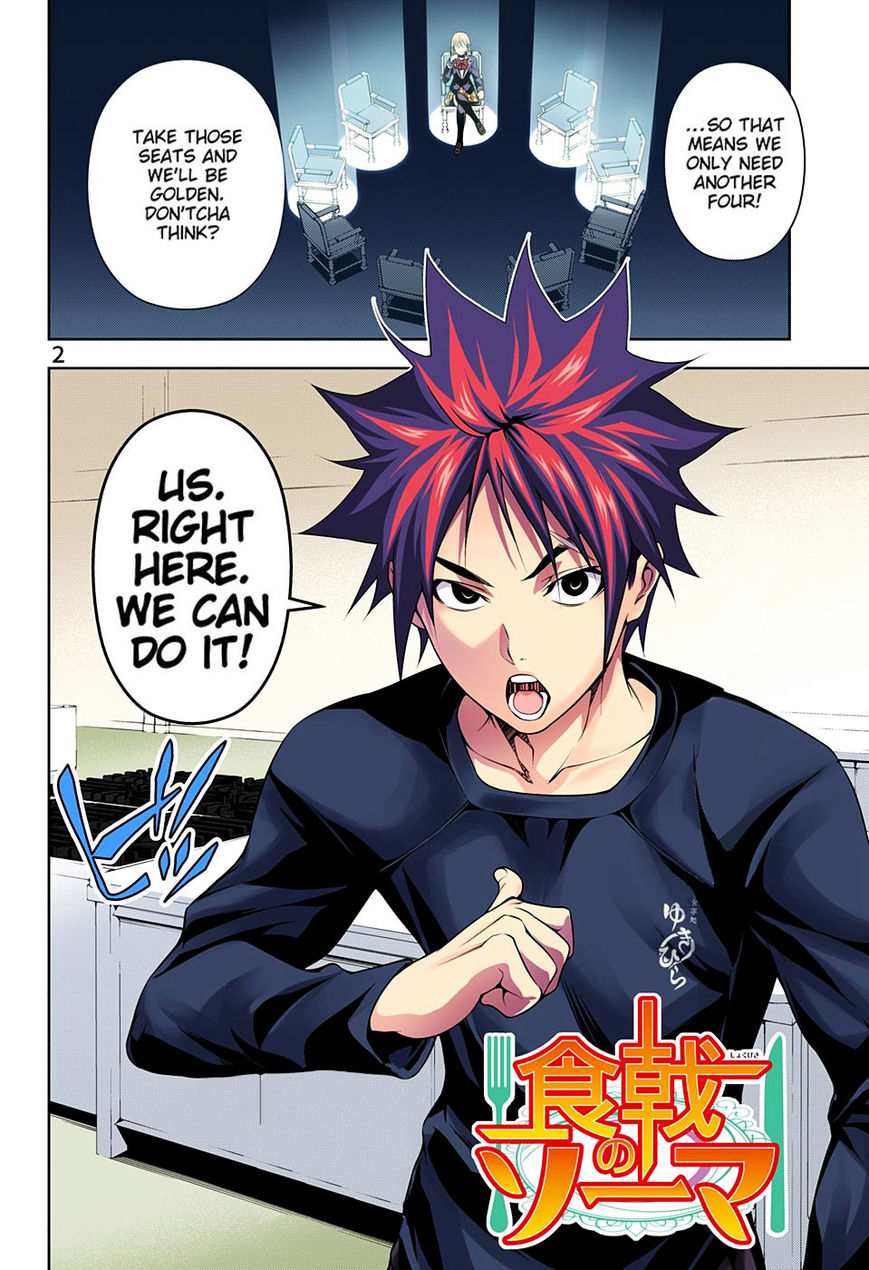 ...SO THAT
MEANS WE
ONLY NEED
ANOTHER
FOUR!
TAKE THOSE
SEATS AND
WE'LL BE
GOLDEN.
DON'TCHA
THINK?
2
US.
RIGHT
HERE.
WE CAN
DO IT!
ビッ
ゆきひら
しょくげき
食戟の
ソーマ